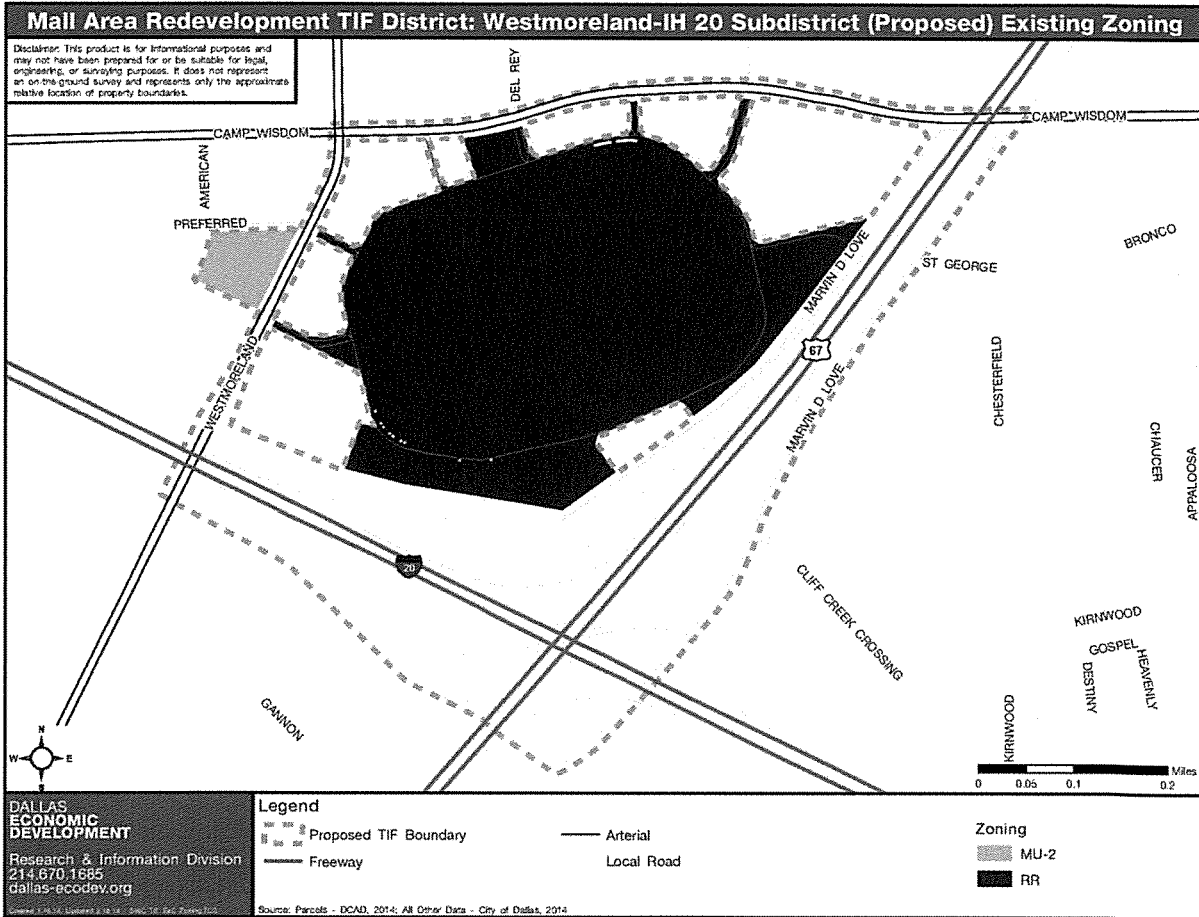 Mall Area Redevelopment TIF District: Westmoreland-IH 20 Subdistrict (Proposed) Existing Zoning
Disclaimer: This product is for informational purposes and
may not have been prepared for or be suitable for legal,
engineering, or surveying purposes. It does not represent
an on-the-ground survey and represents only the approximate
relative location of property boundaries.
DEL REY
CAMP WISDOM
CAMP WISDOM
AMERICAN
PREFERRED
BRONCO
ST GEORGE
MARVIN D LOVE
67
MARVIN D LOVE
CHESTERFIELD
WESTMORELAND
CHAUCER
APPALOOSA
20
CLIFF CREEK CROSSING
KIRNWOOD
GOSPEL
HEAVENLY
DESTINY
KIRNWOOD
GANNON
N
W E
S
Miles
0 0.05 0.1 0.2
DALLAS
ECONOMIC
DEVELOPMENT
Research & Information Division
214.670.1685
dallas-ecodev.org
Legend
Proposed TIF Boundary
Freeway
Arterial
Local Road
Zoning
MU-2
RR
Source: Parcels - DCAD, 2014; All Other Data - City of Dallas, 2014